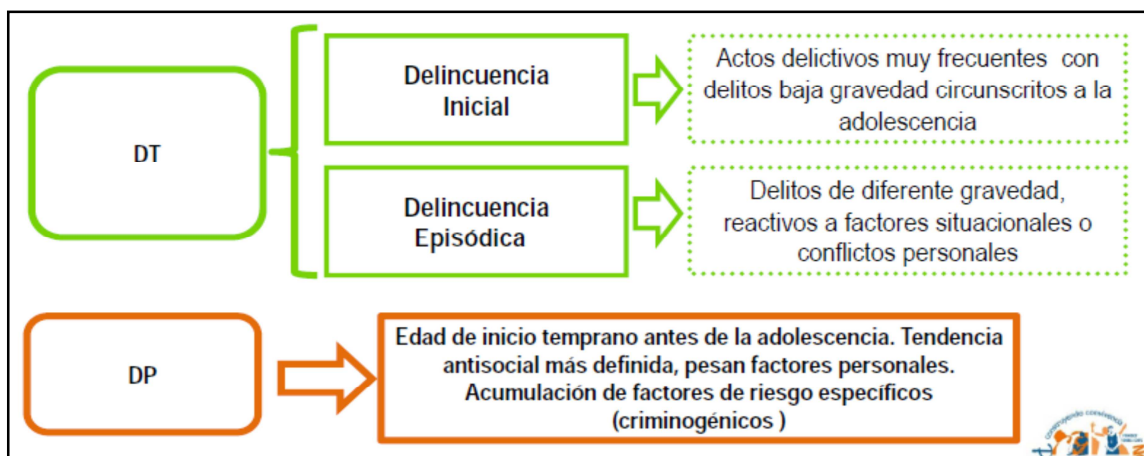 DT
Delincuencia
Inicial
Actos delictivos muy frecuentes con
delitos baja gravedad circunscritos a la
adolescencia
Delincuencia
Episódica
Delitos de diferente gravedad,
reactivos a factores situacionales o
conflictos personales
DP
Edad de inicio temprano antes de la adolescencia. Tendencia
antisocial más definida, pesan factores personales.
Acumulación de factores de riesgo específicos
(criminogénicos )
construyendo convivencia